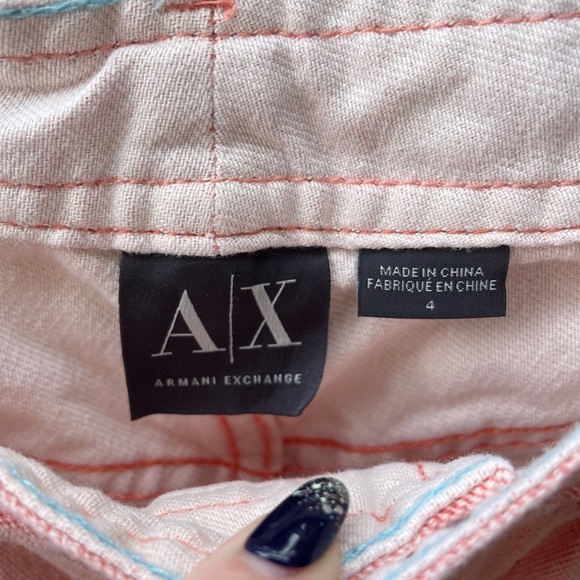 A|X
ARMANI EXCHANGE
MADE IN CHINA
FABRIQUÉ EN CHINE
4